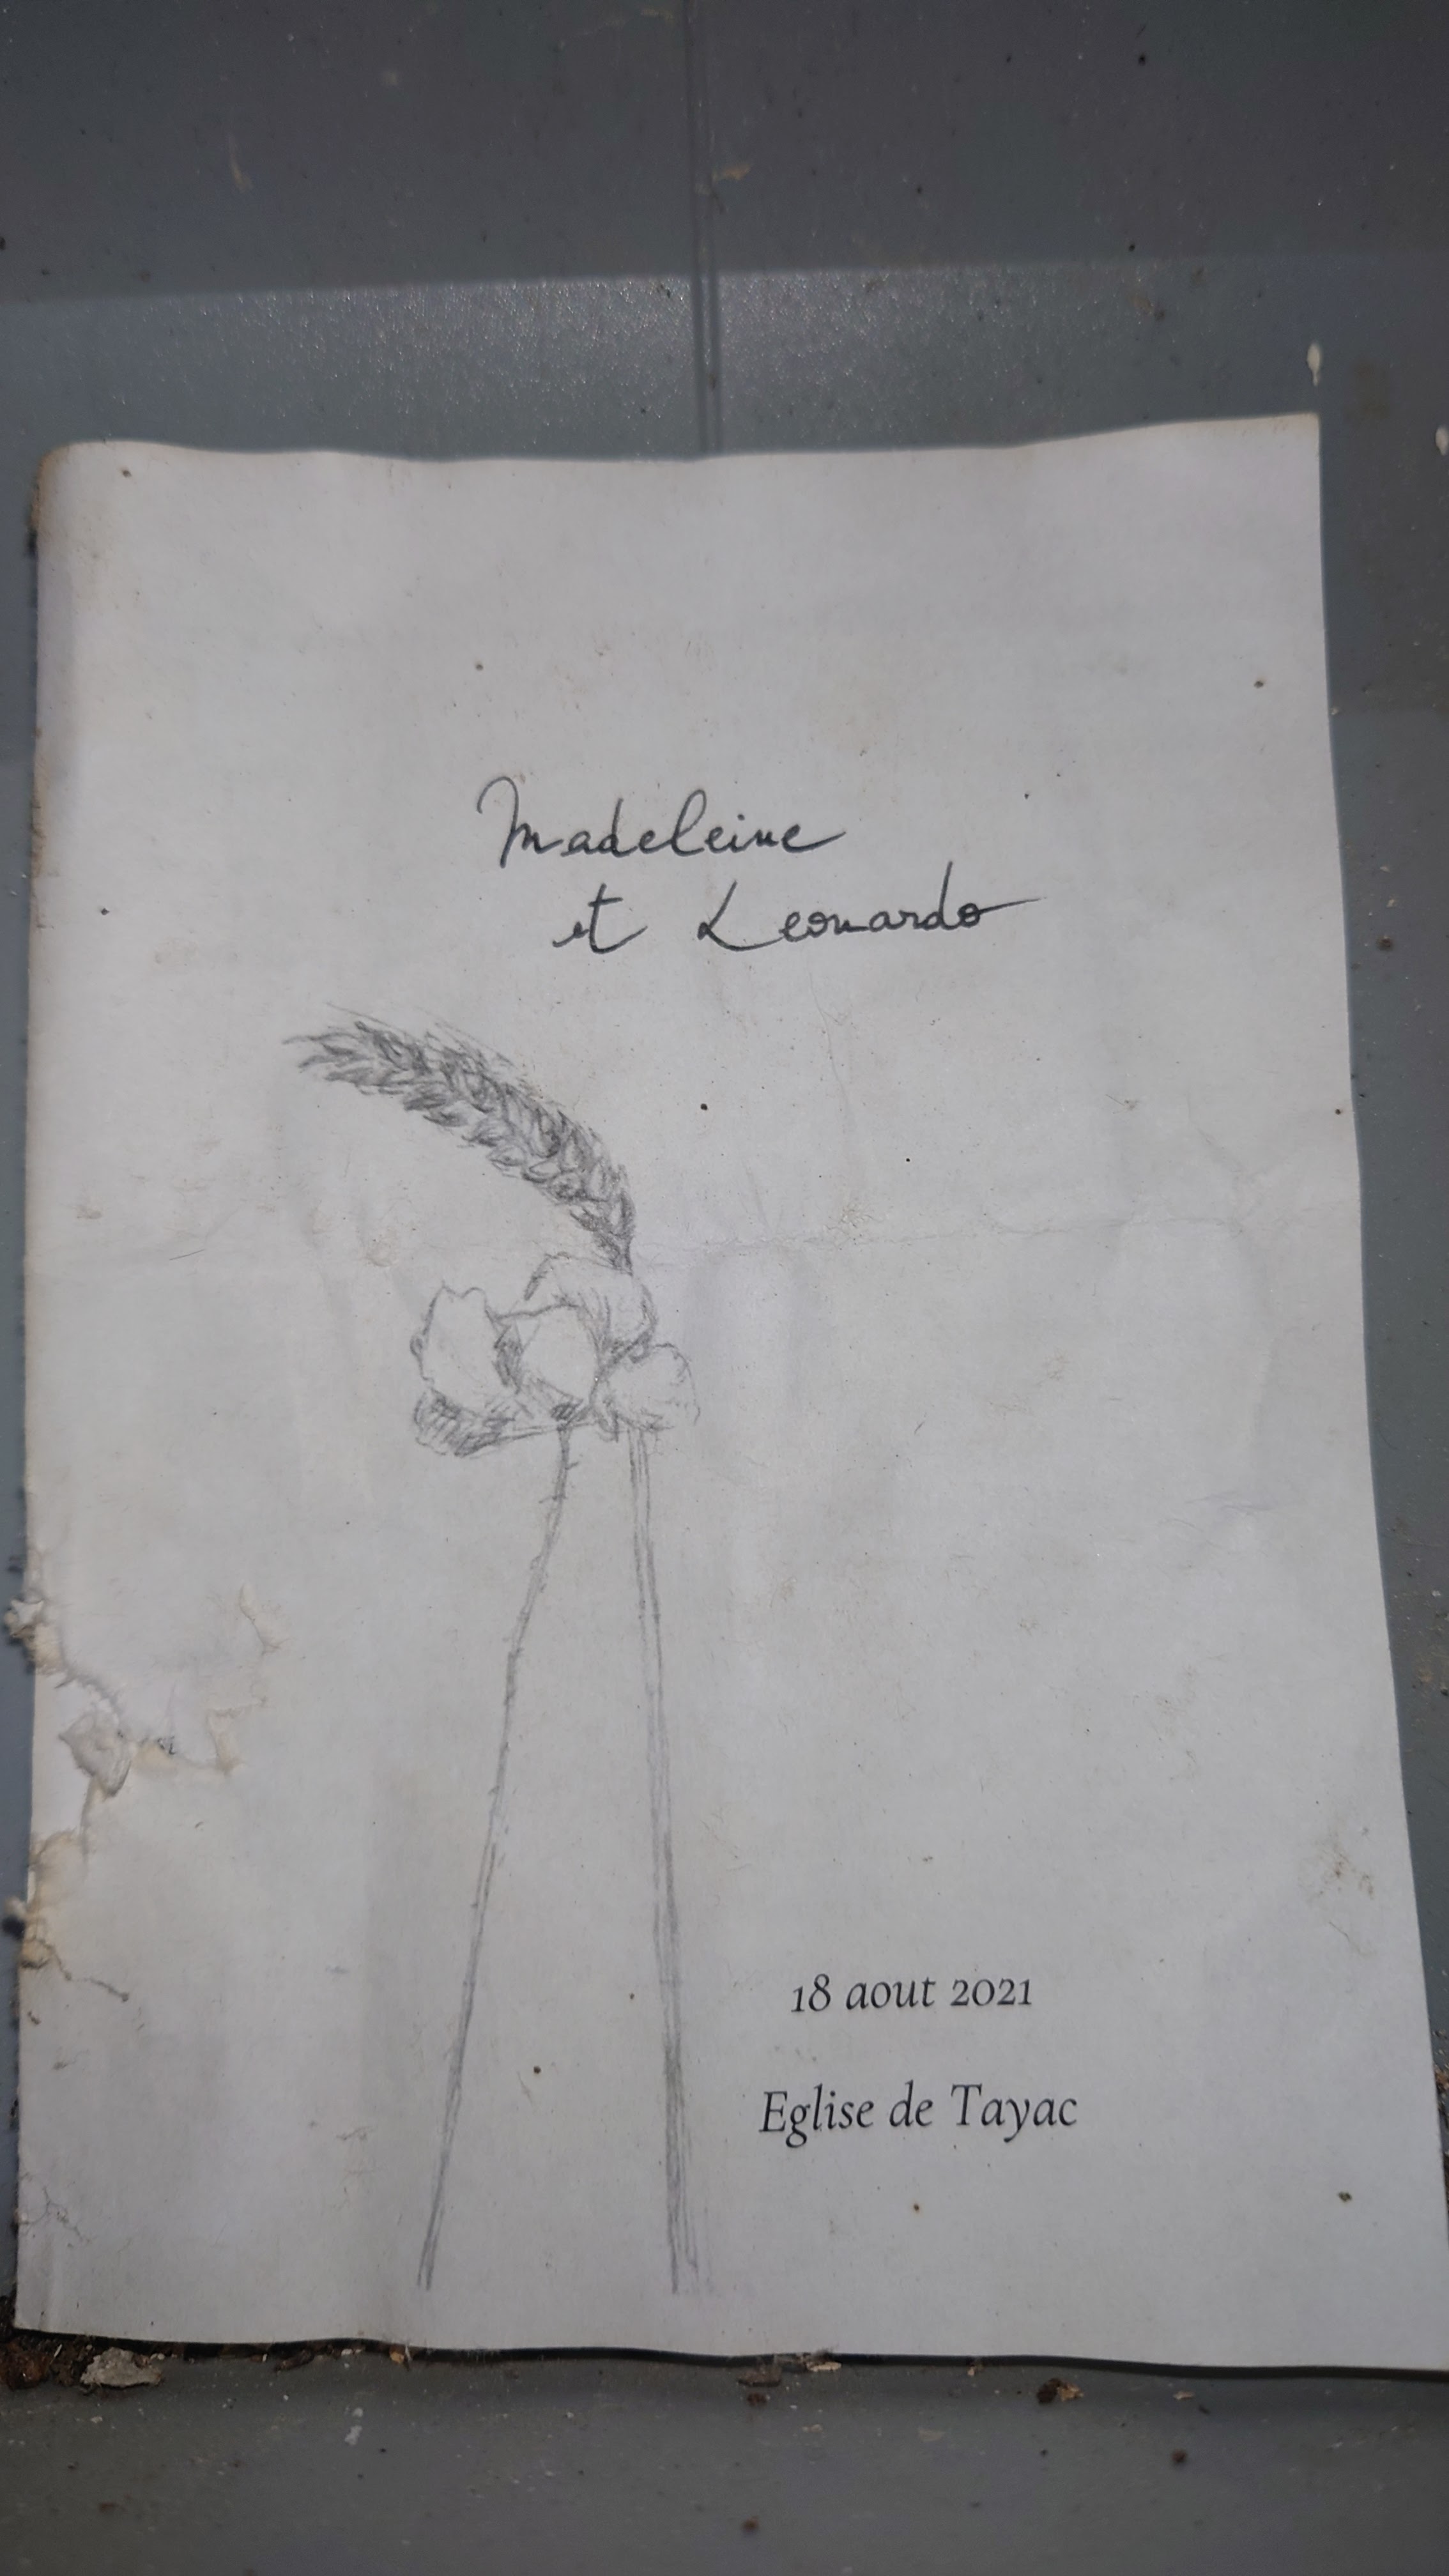 Madeleine
et Leonardo
18 aout 2021
Eglise de Tayac